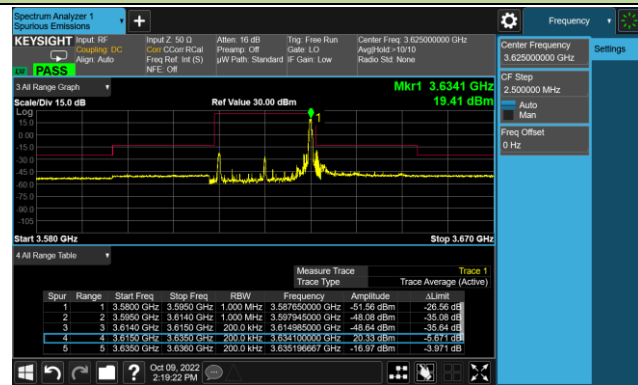 Spectrum Analyzer 1
Spurious Emissions
Frequency
KEYSIGHT
Input: RF
Coupling: DC
Align: Auto
Input Z: 50 Ω
Corr CCorr RCal
Freq Ref: Int (S)
NFE: Off
Atten: 16 dB
Preamp: Off
µW Path: Standard
Trig: Free Run
Gate: LO
IF Gain: Low
Center Freq: 3.625000000 GHz
Avg|Hold:>10/10
Radio Std: None
PASS
Center Frequency
3.625000000 GHz
Settings
CF Step
2.500000 MHz
Auto
Man
Freq Offset
0 Hz
3 All Range Graph
Mkr1 3.6341 GHz
Scale/Div 15.0 dB
Ref Value 30.00 dBm
19.41 dBm
Log
15.0
0.00
-15.0
-30.0
-45.0
-60.0
-75.0
-90.0
-105
1
Start 3.580 GHz
Stop 3.670 GHz
4 All Range Table
Measure Trace Trace 1
Trace Type Trace Average (Active)
Spur Range Start Freq Stop Freq RBW Frequency Amplitude ΔLimit
1 1 3.5800 GHz 3.5950 GHz 1.000 MHz 3.587650000 GHz -51.56 dBm -26.56 dB
2 2 3.5950 GHz 3.6140 GHz 1.000 MHz 3.597945000 GHz -48.08 dBm -35.08 dB
3 3 3.6140 GHz 3.6150 GHz 200.0 kHz 3.614985000 GHz -48.64 dBm -35.64 dB
4 4 3.6150 GHz 3.6350 GHz 200.0 kHz 3.634100000 GHz 20.33 dBm -5.671 dB
5 5 3.6350 GHz 3.6360 GHz 200.0 kHz 3.635196667 GHz -16.97 dBm -3.971 dB
Oct 09, 2022
2:19:22 PM